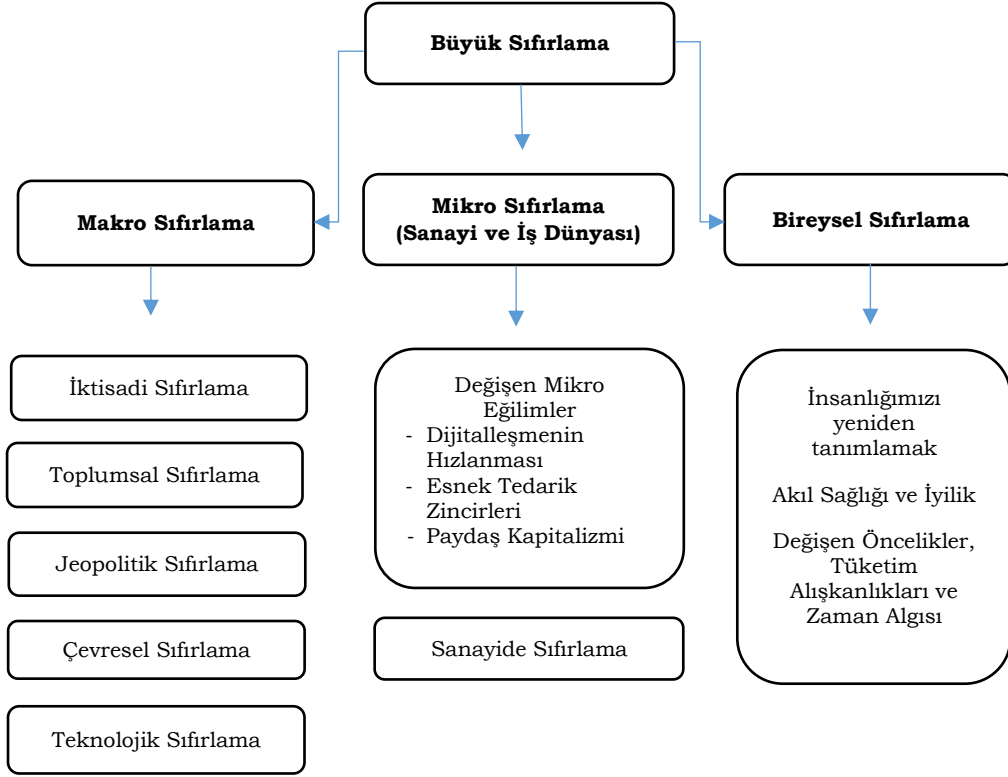 Büyük Sıfırlama
Makro Sıfırlama
Mikro Sıfırlama
(Sanayi ve İş Dünyası)
Bireysel Sıfırlama
İktisadi Sıfırlama
Toplumsal Sıfırlama
Jeopolitik Sıfırlama
Çevresel Sıfırlama
Teknolojik Sıfırlama
Değişen Mikro
Eğilimler
- Dijitalleşmenin
Hızlanması
- Esnek Tedarik
Zincirleri
- Paydaş Kapitalizmi
Sanayide Sıfırlama
İnsanlığımızı
yeniden
tanımlamak
Akıl Sağlığı ve İyilik
Değişen Öncelikler,
Tüketim
Alışkanlıkları ve
Zaman Algısı